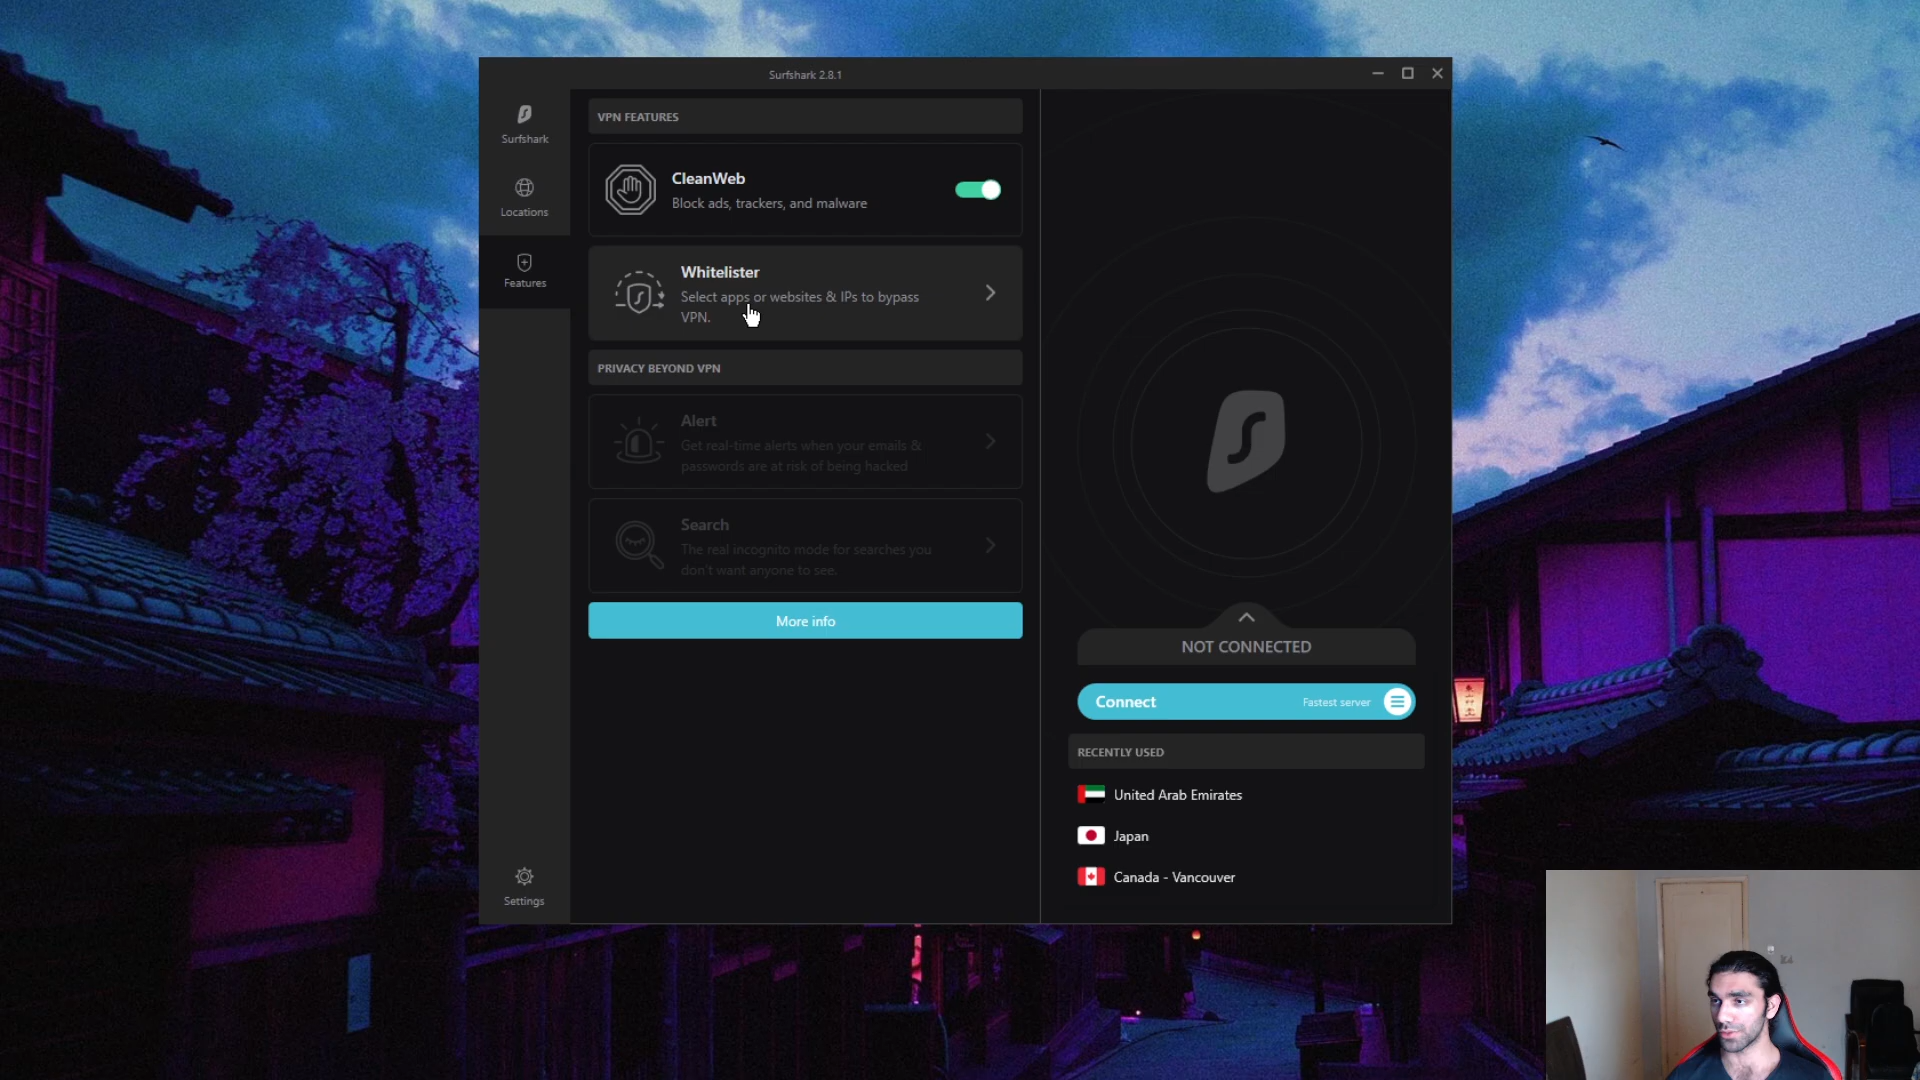 Surfshark 2.8.1
Surfshark
Locations
Features
Settings
VPN FEATURES
CleanWeb
Block ads, trackers, and malware
Whitelister
Select apps or websites & IPs to bypass
VPN.
PRIVACY BEYOND VPN
Alert
Get real-time alerts when your emails &
passwords are at risk of being hacked
Search
The real incognito mode for searches you
don't want anyone to see.
More info
NOT CONNECTED
Connect
Fastest server
RECENTLY USED
United Arab Emirates
Japan
Canada - Vancouver